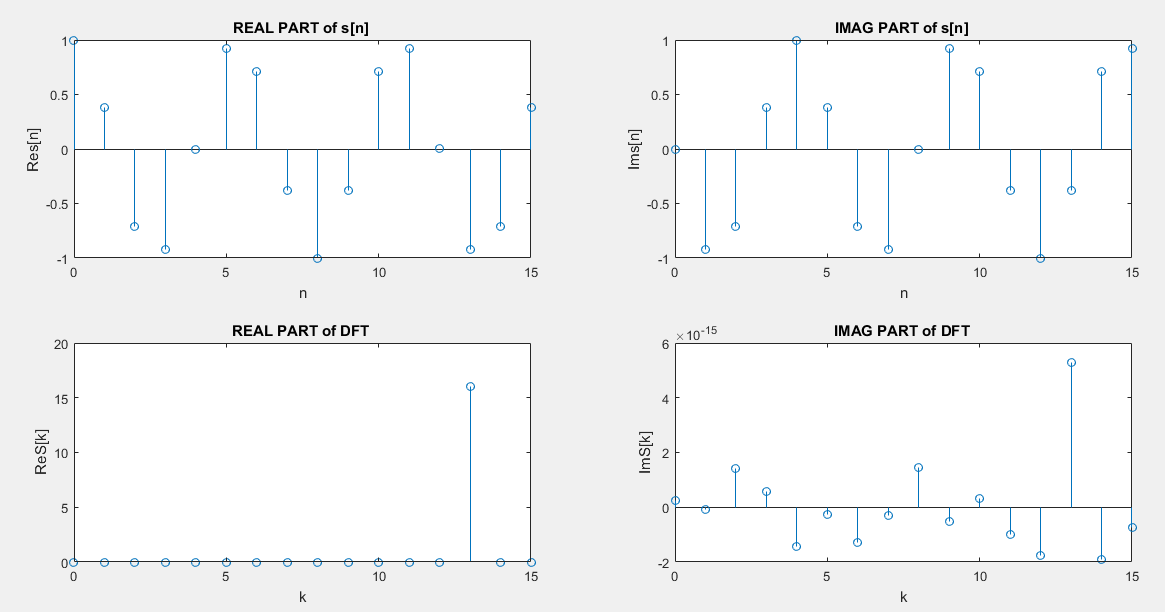 REAL PART of s[n]
1
0.5
0
-0.5
-1
Res[n]
0 5 10 15
n
IMAG PART of s[n]
1
0.5
0
-0.5
-1
Ims[n]
0 5 10 15
n
REAL PART of DFT
20
15
10
5
0
ReS[k]
0 5 10 15
k
IMAG PART of DFT
×10-15
6
4
2
0
-2
ImS[k]
0 5 10 15
k